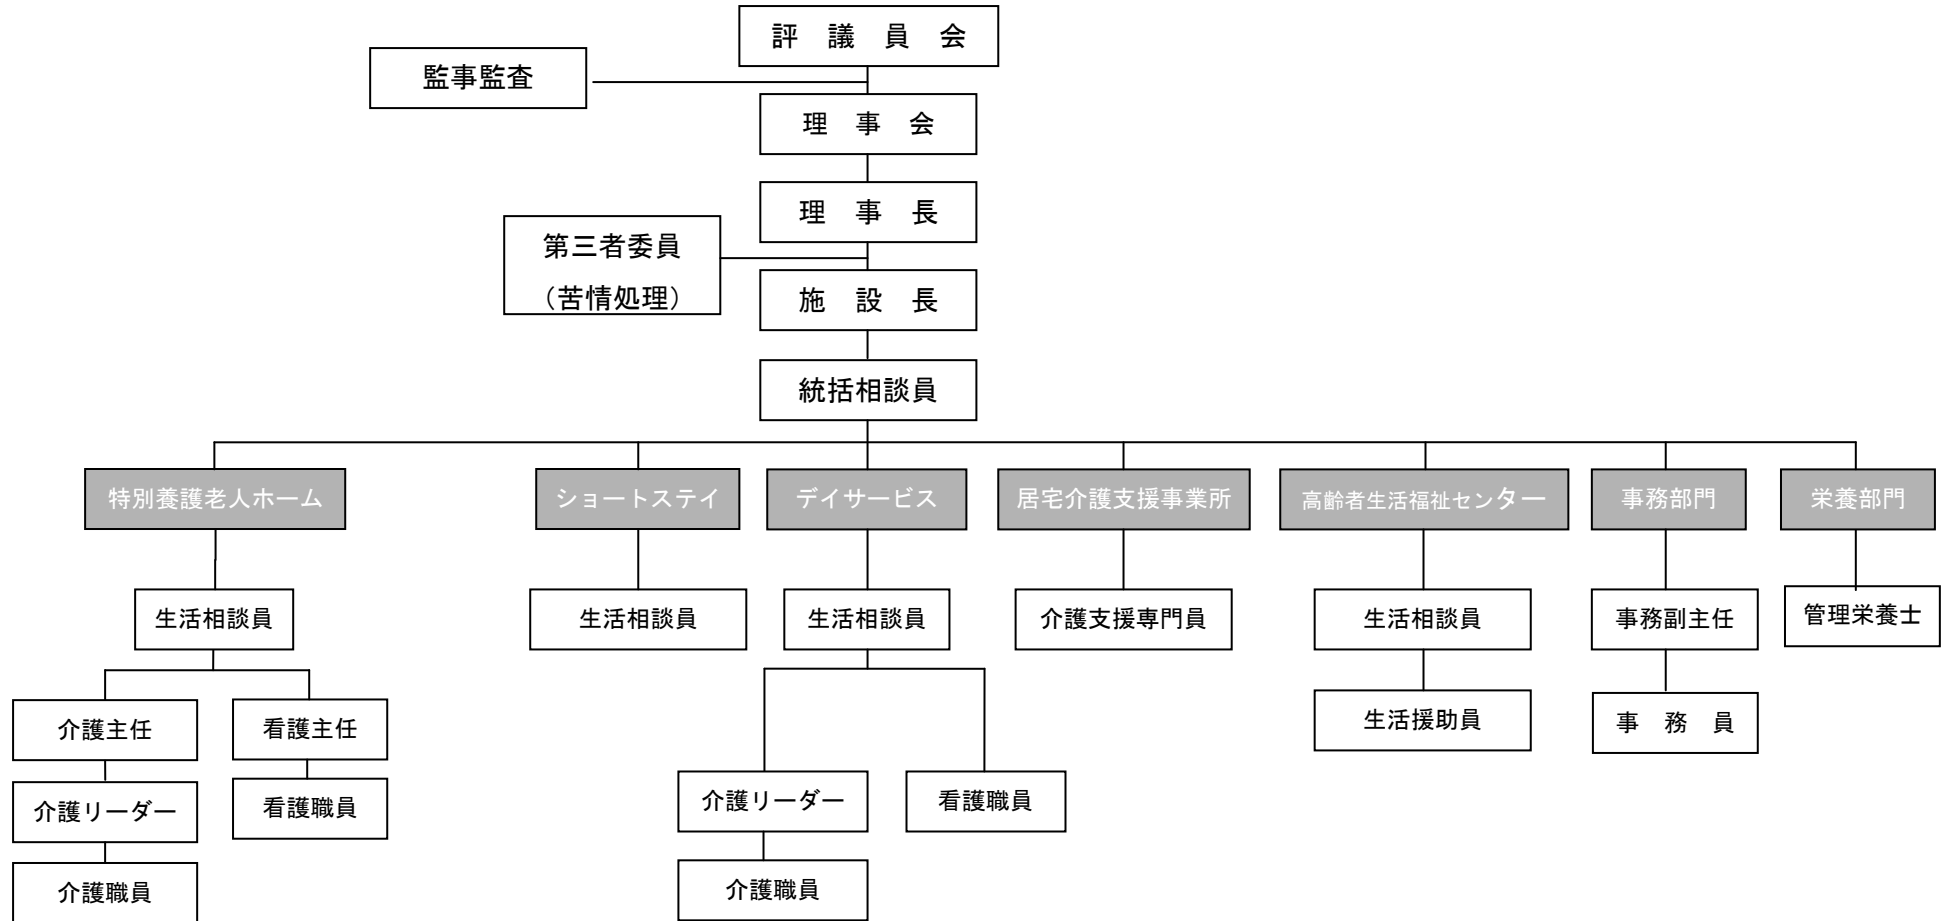 評　議　員　会
監事監査
理　事　会
理　事　長
第三者委員
（苦情処理）
施　設　長
統括相談員
特別養護老人ホーム
ショートステイ
デイサービス
居宅介護支援事業所
高齢者生活福祉センター
事務部門
栄養部門
生活相談員
生活相談員
生活相談員
介護支援専門員
生活相談員
事務副主任
管理栄養士
介護主任
看護主任
生活援助員
事　務　員
介護リーダー
看護職員
介護リーダー
看護職員
介護職員
介護職員